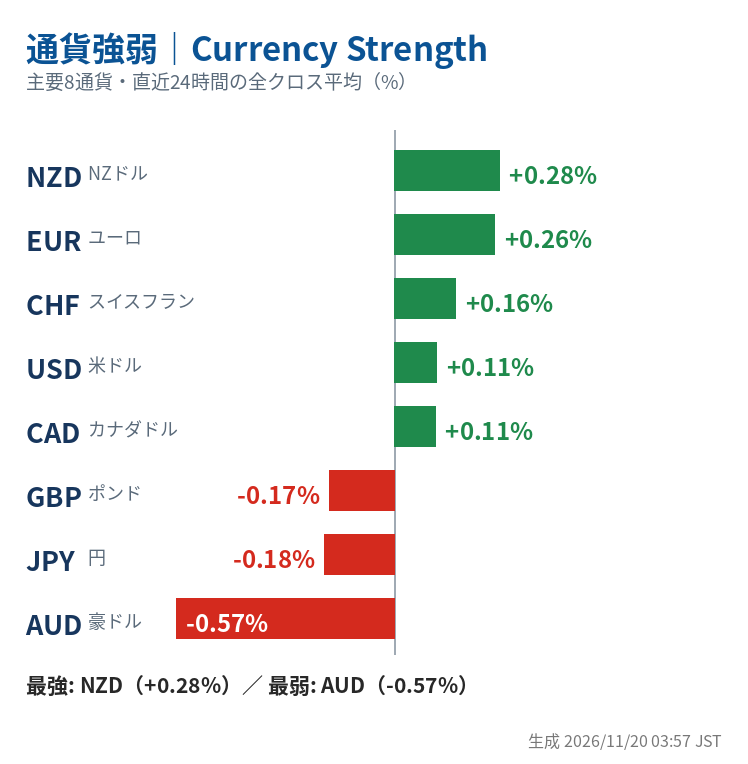 通貨強弱｜Currency Strength
主要8通貨・直近24時間の全クロス平均（%）
NZD NZドル +0.28%
EUR ユーロ +0.26%
CHF スイスフラン +0.16%
USD 米ドル +0.11%
CAD カナダドル +0.11%
GBP ポンド -0.17%
JPY 円 -0.18%
AUD 豪ドル -0.57%
最強: NZD（+0.28%）／ 最弱: AUD（-0.57%）
生成 2026/11/20 03:57 JST